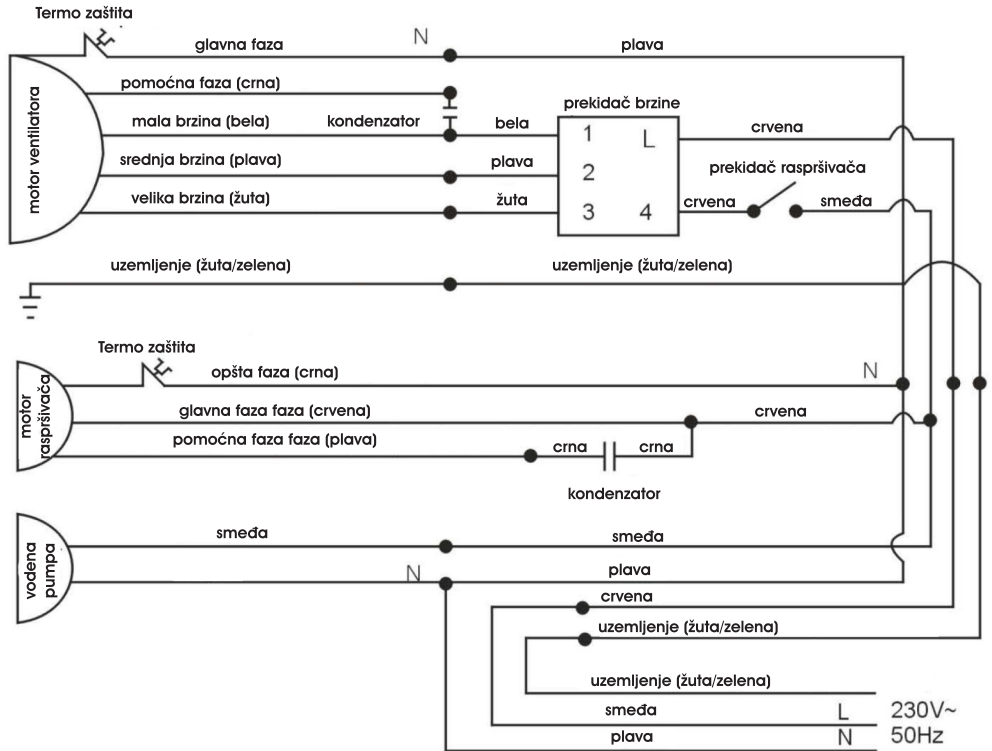 Termo zaštita
glavna faza
N
plava
pomoćna faza (crna)
prekidač brzine
mala brzina (bela)
kondenzator
bela
1
L
crvena
motor ventilatora
srednja brzina (plava)
plava
2
prekidač raspršivača
velika brzina (žuta)
žuta
3
4
crvena
smeđa
uzemljenje (žuta/zelena)
uzemljenje (žuta/zelena)
Termo zaštita
opšta faza (crna)
N
motor
raspršivača
glavna faza faza (crvena)
crvena
pomoćna faza faza (plava)
crna
crna
kondenzator
smeđa
smeđa
vodena
pumpa
N
plava
crvena
uzemljenje (žuta/zelena)
uzemljenje (žuta/zelena)
smeđa
L
230V~
plava
N
50Hz